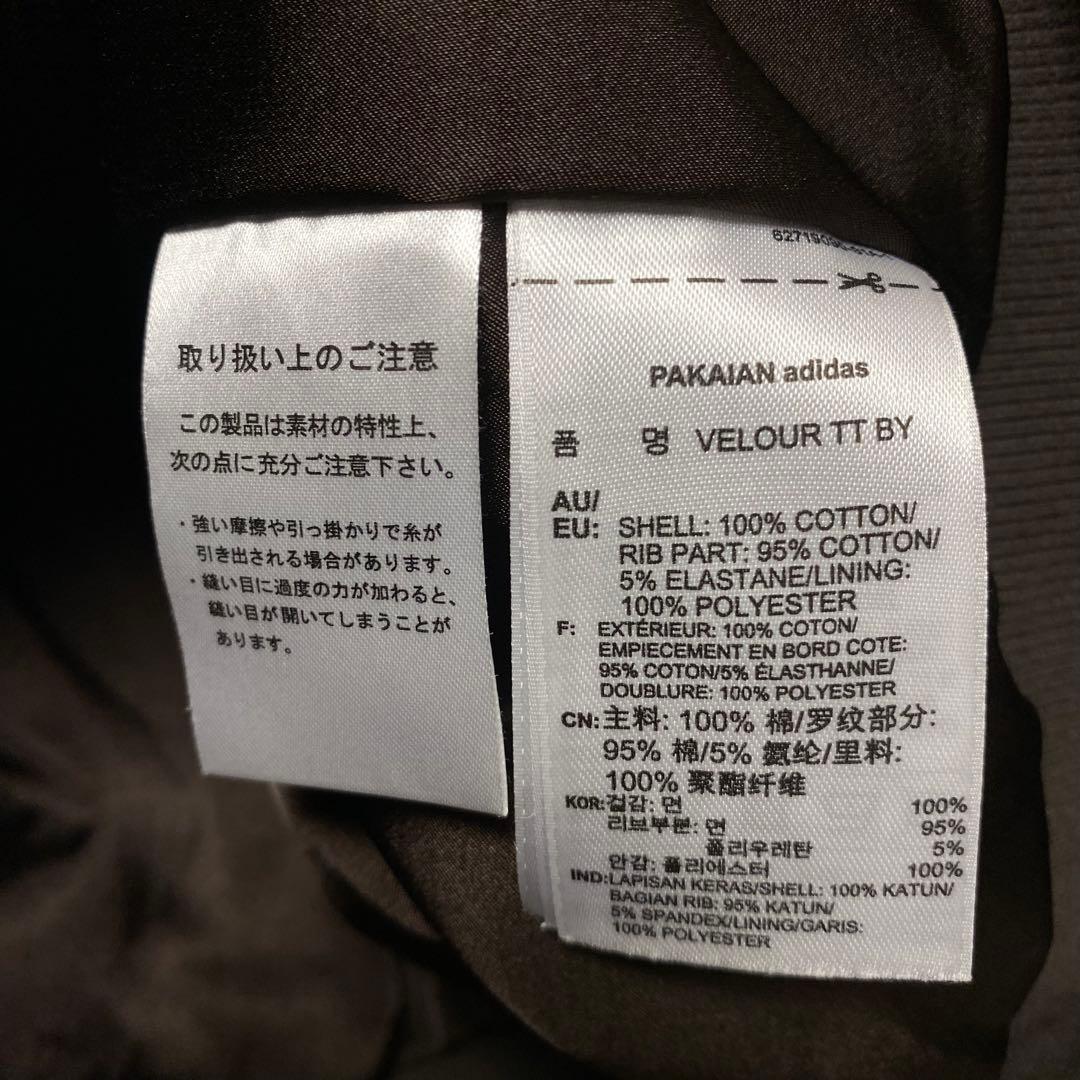 取り扱い上のご注意
この製品は素材の特性上、
次の点に充分ご注意下さい。
・強い摩擦や引っ掛かりで糸が
引き出される場合があります。
・縫い目に過度の力が加わると、
縫い目が開いてしまうことが
あります。
PAKAIAN adidas
품 명 VELOUR TT BY
AU/
EU: SHELL: 100% COTTON/
RIB PART: 95% COTTON/
5% ELASTANE/LINING:
100% POLYESTER
F: EXTÉRIEUR: 100% COTON/
EMPIECEMENT EN BORD COTE:
95% COTON/5% ÉLASTHANNE/
DOUBLURE: 100% POLYESTER
CN: 主料: 100% 棉/罗纹部分:
95% 棉/5% 氨纶/里料:
100% 聚酯纤维
KOR: 겉감: 면 100%
리브부분: 면 95%
폴리우레탄 5%
안감: 폴리에스터 100%
IND: LAPISAN KERAS/SHELL: 100% KATUN/
BAGIAN RIB: 95% KATUN/
5% SPANDEX/LINING/GARIS:
100% POLYESTER